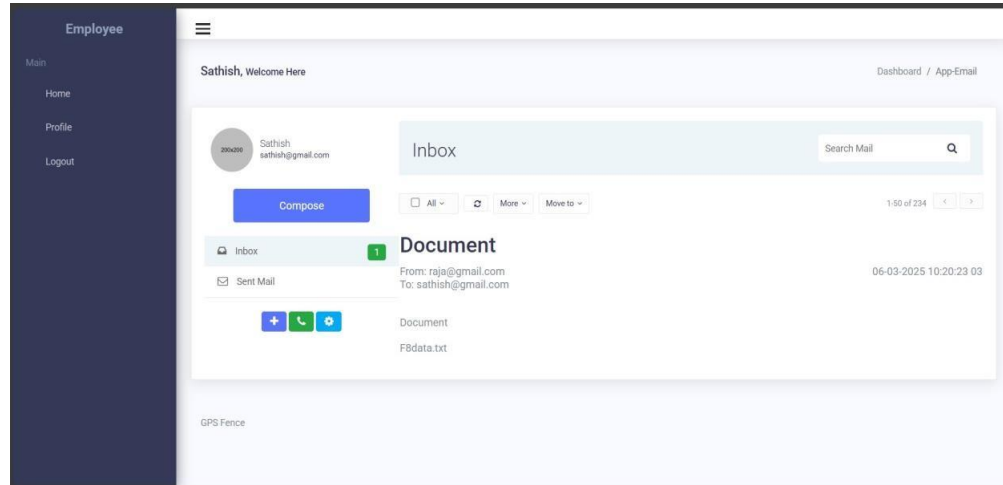 Employee
Main
Home
Profile
Logout
Sathish, Welcome Here
Dashboard / App-Email
200x200
Sathish
sathish@gmail.com
Compose
Inbox 1
Sent Mail
Inbox
Search Mail
All
More
Move to
1-50 of 234
Document
From: raja@gmail.com
06-03-2025 10:20:23 03
To: sathish@gmail.com
Document
F8data.txt
GPS Fence